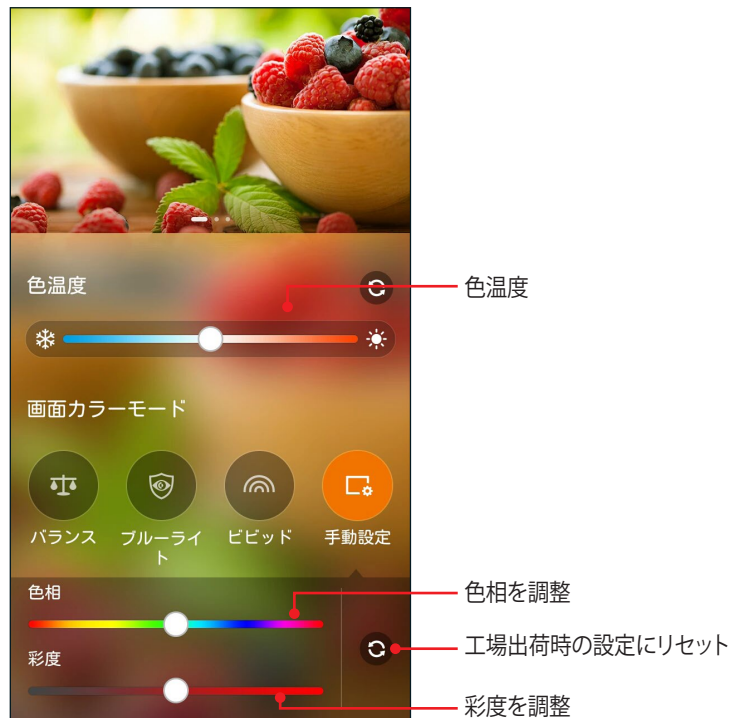 色温度
色温度
画面カラーモード
バランス
ブルーライ
ト
ビビッド
手動設定
色相
色相を調整
工場出荷時の設定にリセット
彩度
彩度を調整